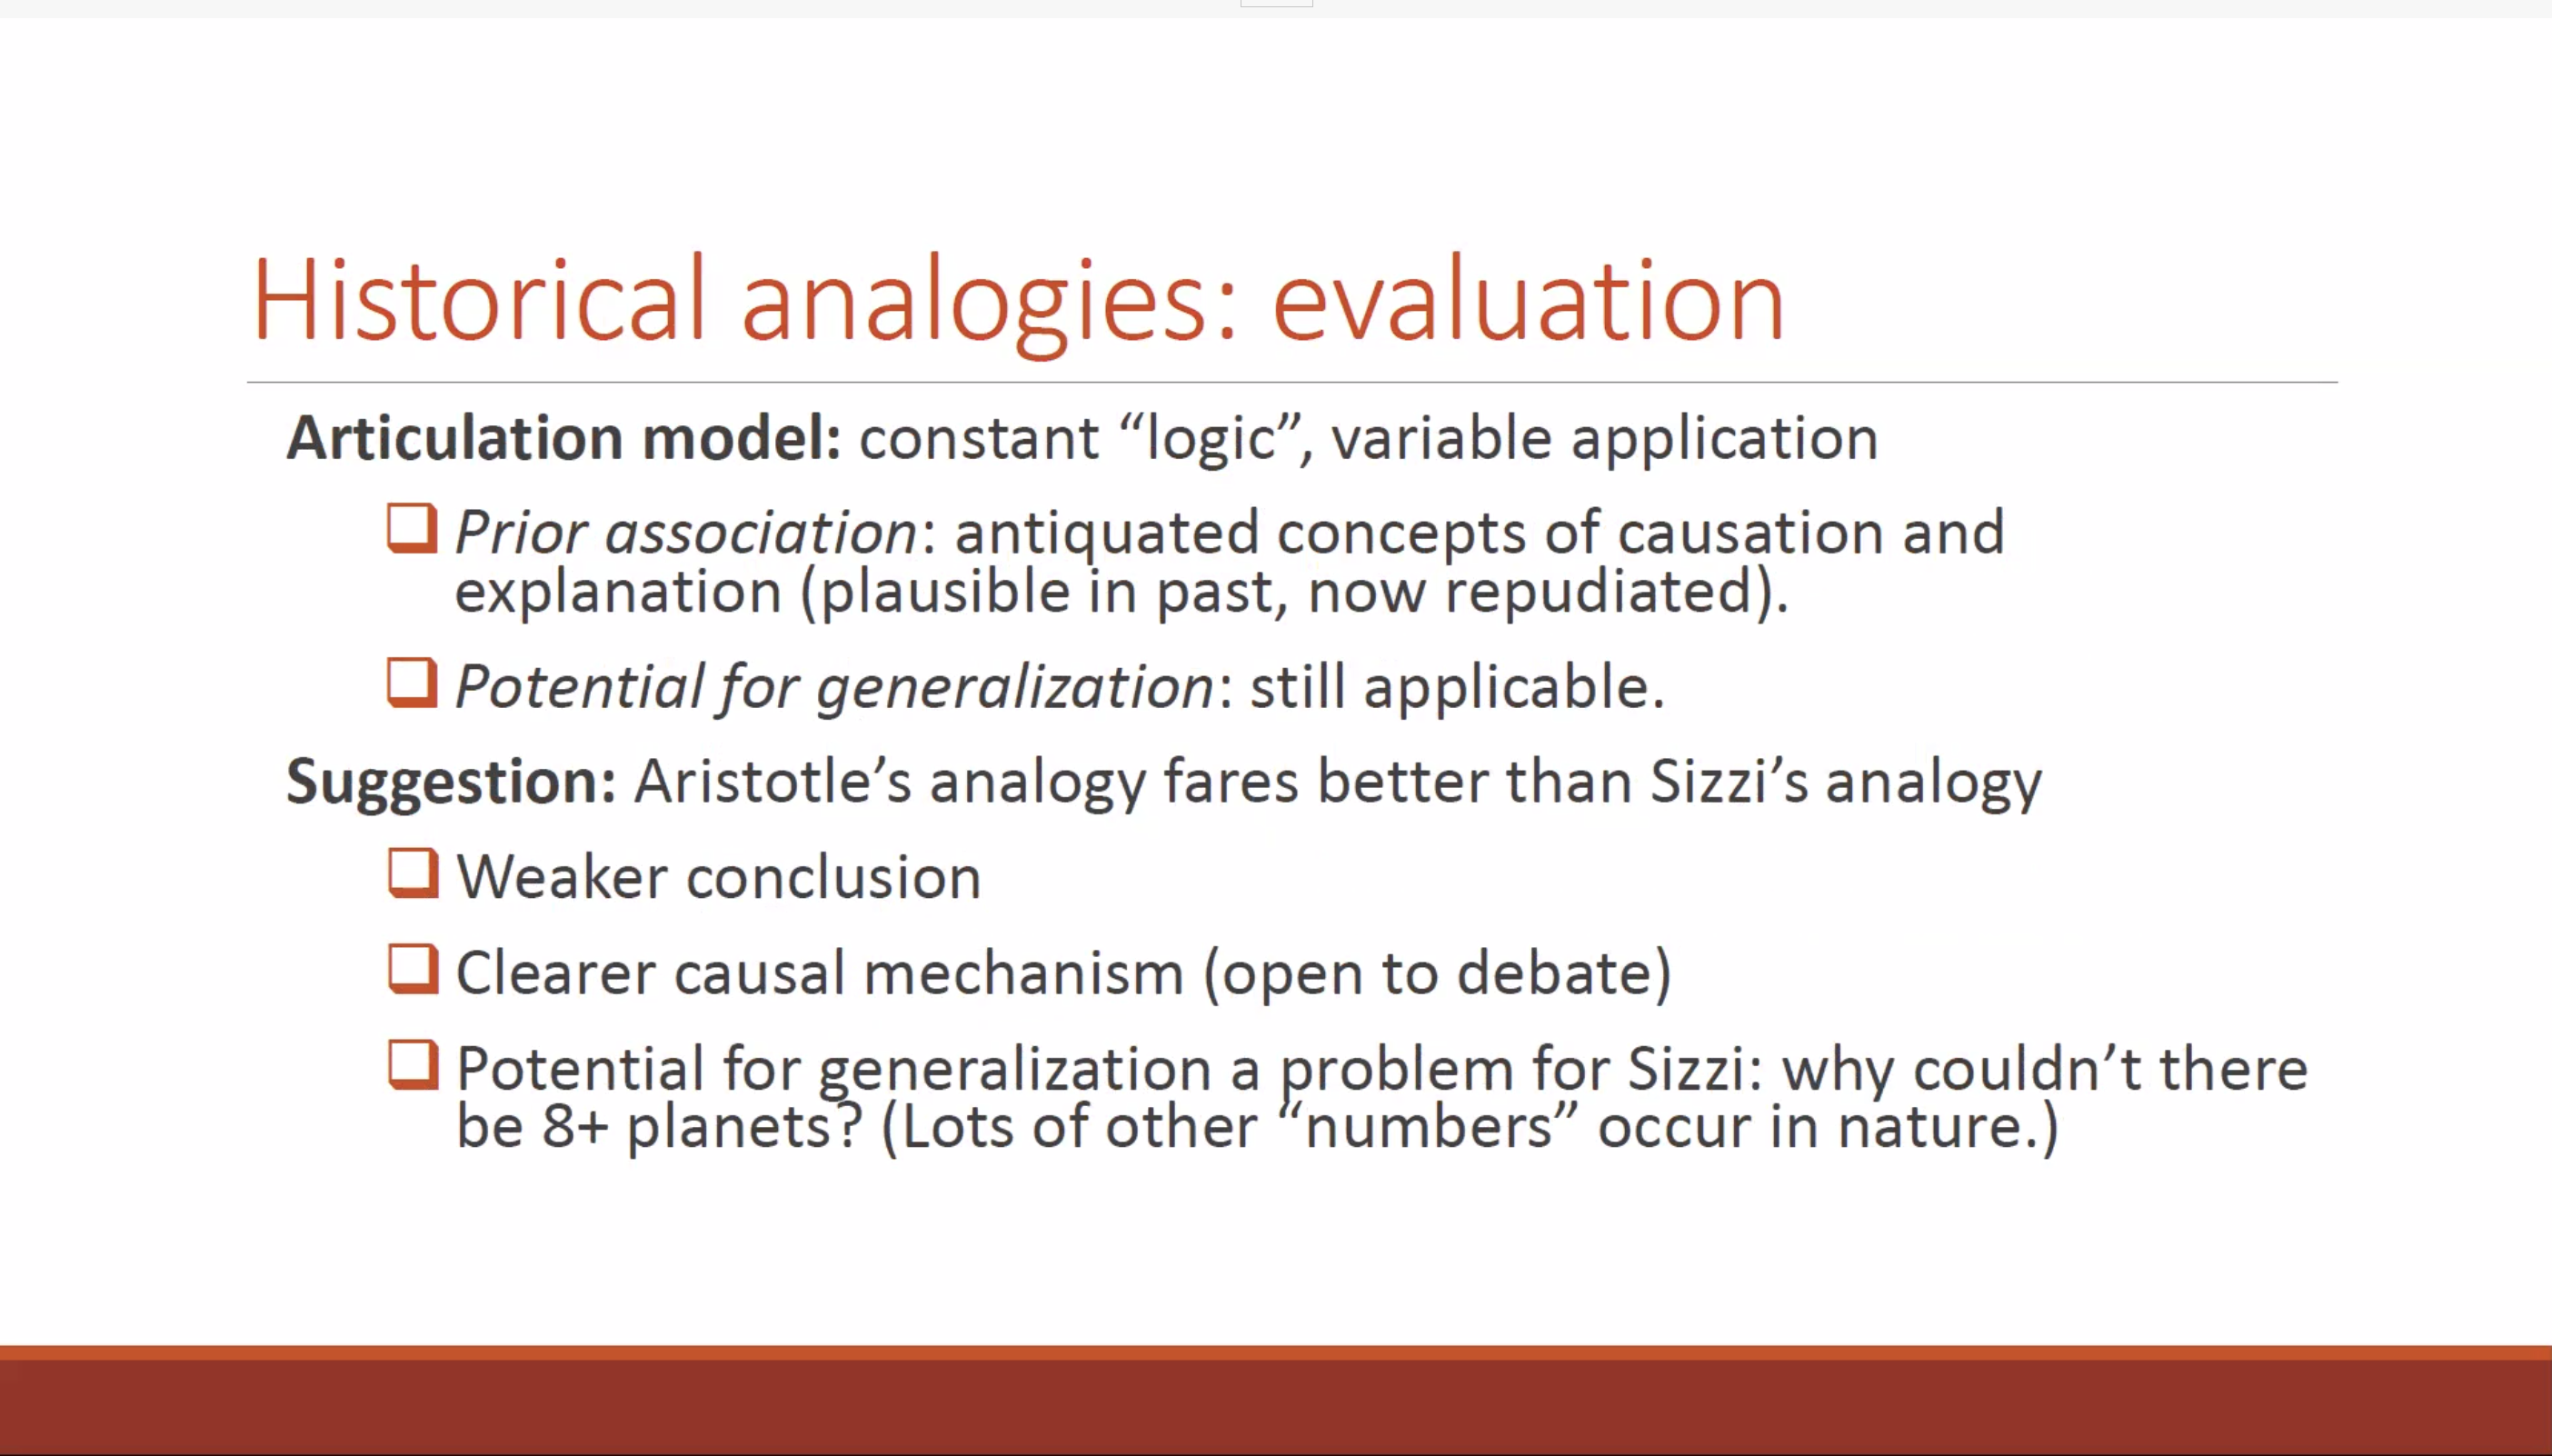 Historical analogies: evaluation
Articulation model: constant “logic”, variable application
Prior association: antiquated concepts of causation and
explanation (plausible in past, now repudiated).
Potential for generalization: still applicable.
Suggestion: Aristotle’s analogy fares better than Sizzi’s analogy
Weaker conclusion
Clearer causal mechanism (open to debate)
Potential for generalization a problem for Sizzi: why couldn’t there
be 8+ planets? (Lots of other “numbers” occur in nature.)